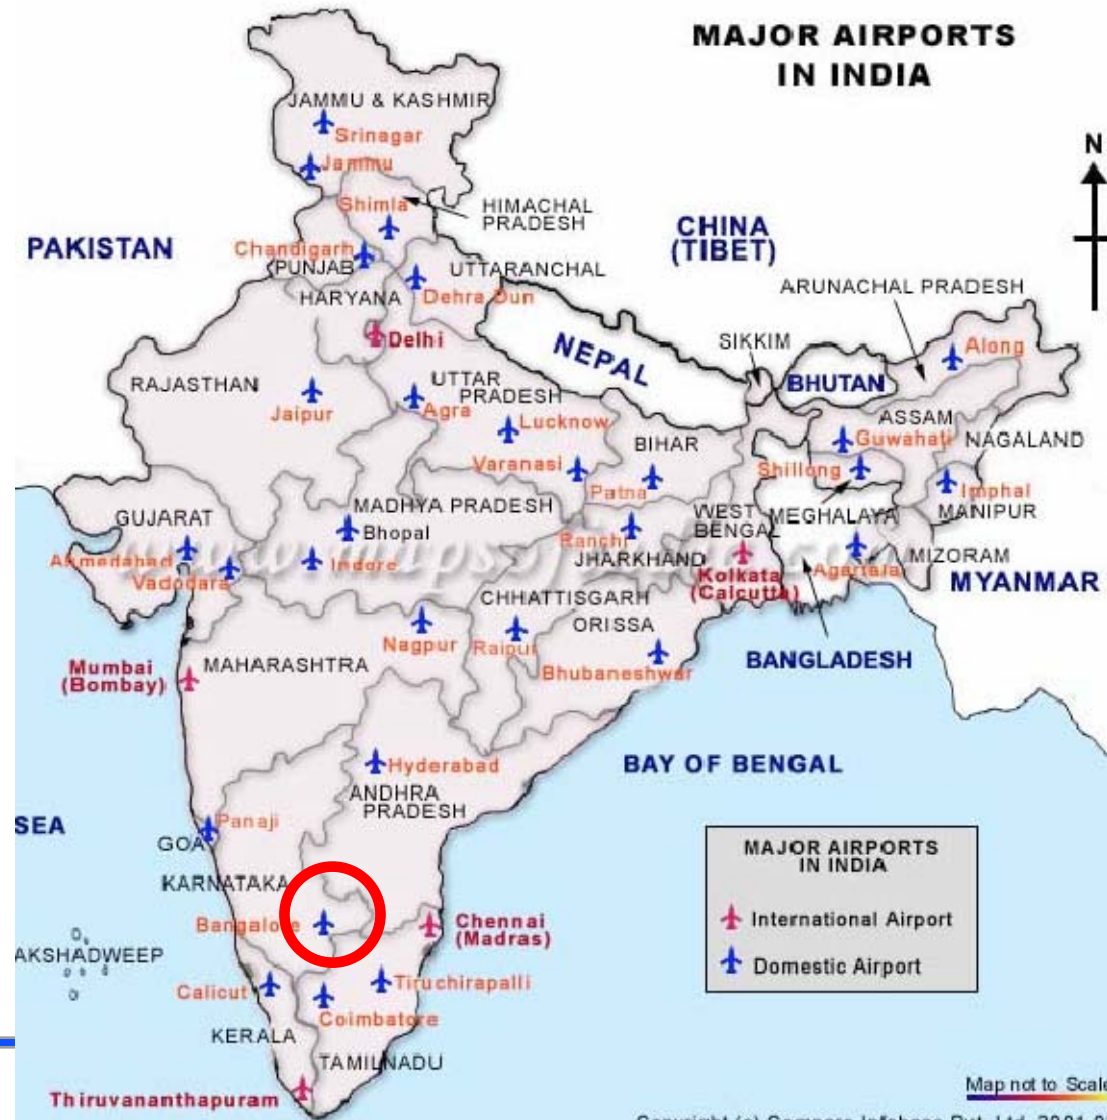 MAJOR AIRPORTS
IN INDIA
JAMMU & KASHMIR
Srinagar
Jammu
N
Shimla
HIMACHAL
PRADESH
CHINA
(TIBET)
PAKISTAN
Chandigarh
PUNJAB
UTTARANCHAL
Dehra Dun
HARYANA
ARUNACHAL PRADESH
Delhi
NEPAL
SIKKIM
Along
BHUTAN
RAJASTHAN
Jaipur
UTTAR
PRADESH
Agra
Lucknow
ASSAM
Guwahati
NAGALAND
BIHAR
Varanasi
Patna
Shillong
Imphal
MANIPUR
MADHYA PRADESH
GUJARAT
Bhopal
WEST
BENGAL
MEGHALAYA
Ranchi
JHARKHAND
Ahmedabad
Vadodara
Indore
Kolkata
(Calcutta)
Agartala
MIZORAM
MYANMAR
CHHATTISGARH
ORISSA
Nagpur
Raipur
Bhubaneshwar
BANGLADESH
Mumbai
(Bombay)
MAHARASHTRA
Hyderabad
BAY OF BENGAL
ANDHRA
PRADESH
SEA
Panaji
GOA
KARNATAKA
MAJOR AIRPORTS
IN INDIA
International Airport
Domestic Airport
Bangalore
Chennai
(Madras)
AKSHADWEEP
Calicut
Tiruchirapalli
Coimbatore
KERALA
TAMILNADU
Thiruvananthapuram
Map not to Scale